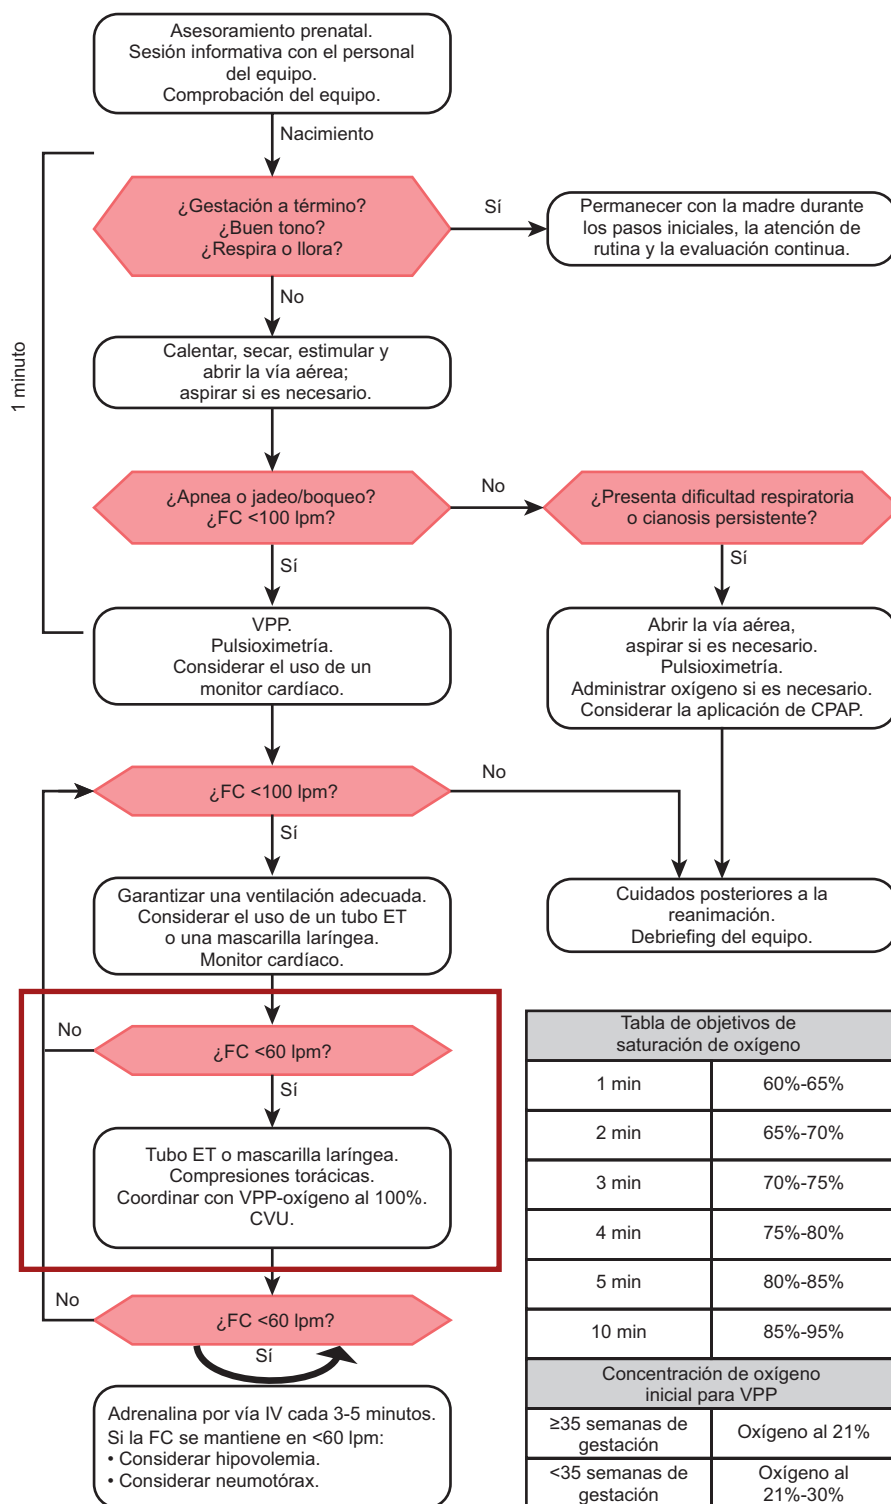 Asesoramiento prenatal.
Sesión informativa con el personal
del equipo.
Comprobación del equipo.
Nacimiento
1 minuto
¿Gestación a término?
¿Buen tono?
¿Respira o llora?
Sí
Permanecer con la madre durante
los pasos iniciales, la atención de
rutina y la evaluación continua.
No
Calentar, secar, estimular y
abrir la vía aérea;
aspirar si es necesario.
¿Apnea o jadeo/boqueo?
¿FC <100 lpm?
No
¿Presenta dificultad respiratoria
o cianosis persistente?
Sí
Sí
VPP.
Pulsioximetría.
Considerar el uso de un
monitor cardíaco.
Abrir la vía aérea,
aspirar si es necesario.
Pulsioximetría.
Administrar oxígeno si es necesario.
Considerar la aplicación de CPAP.
¿FC <100 lpm?
No
Sí
Garantizar una ventilación adecuada.
Considerar el uso de un tubo ET
o una mascarilla laríngea.
Monitor cardíaco.
Cuidados posteriores a la
reanimación.
Debriefing del equipo.
No
¿FC <60 lpm?
Sí
Tubo ET o mascarilla laríngea.
Compresiones torácicas.
Coordinar con VPP-oxígeno al 100%.
CVU.
No
¿FC <60 lpm?
Sí
Adrenalina por vía IV cada 3-5 minutos.
Si la FC se mantiene en <60 lpm:
• Considerar hipovolemia.
• Considerar neumotórax.
Tabla de objetivos de
saturación de oxígeno
1 min 60%-65%
2 min 65%-70%
3 min 70%-75%
4 min 75%-80%
5 min 80%-85%
10 min 85%-95%
Concentración de oxígeno
inicial para VPP
≥35 semanas de
gestación
Oxígeno al 21%
<35 semanas de
gestación
Oxígeno al
21%-30%